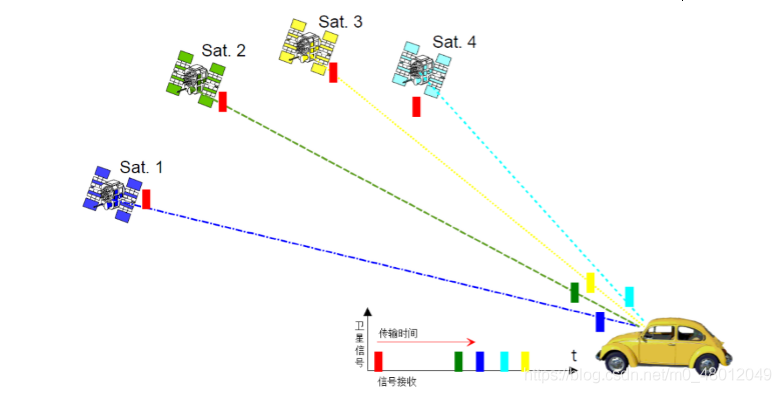 Sat. 3
Sat. 4
Sat. 2
Sat. 1
卫星信号
传输时间
t
信号接收
https://blog.csdn.net/m0_48012049